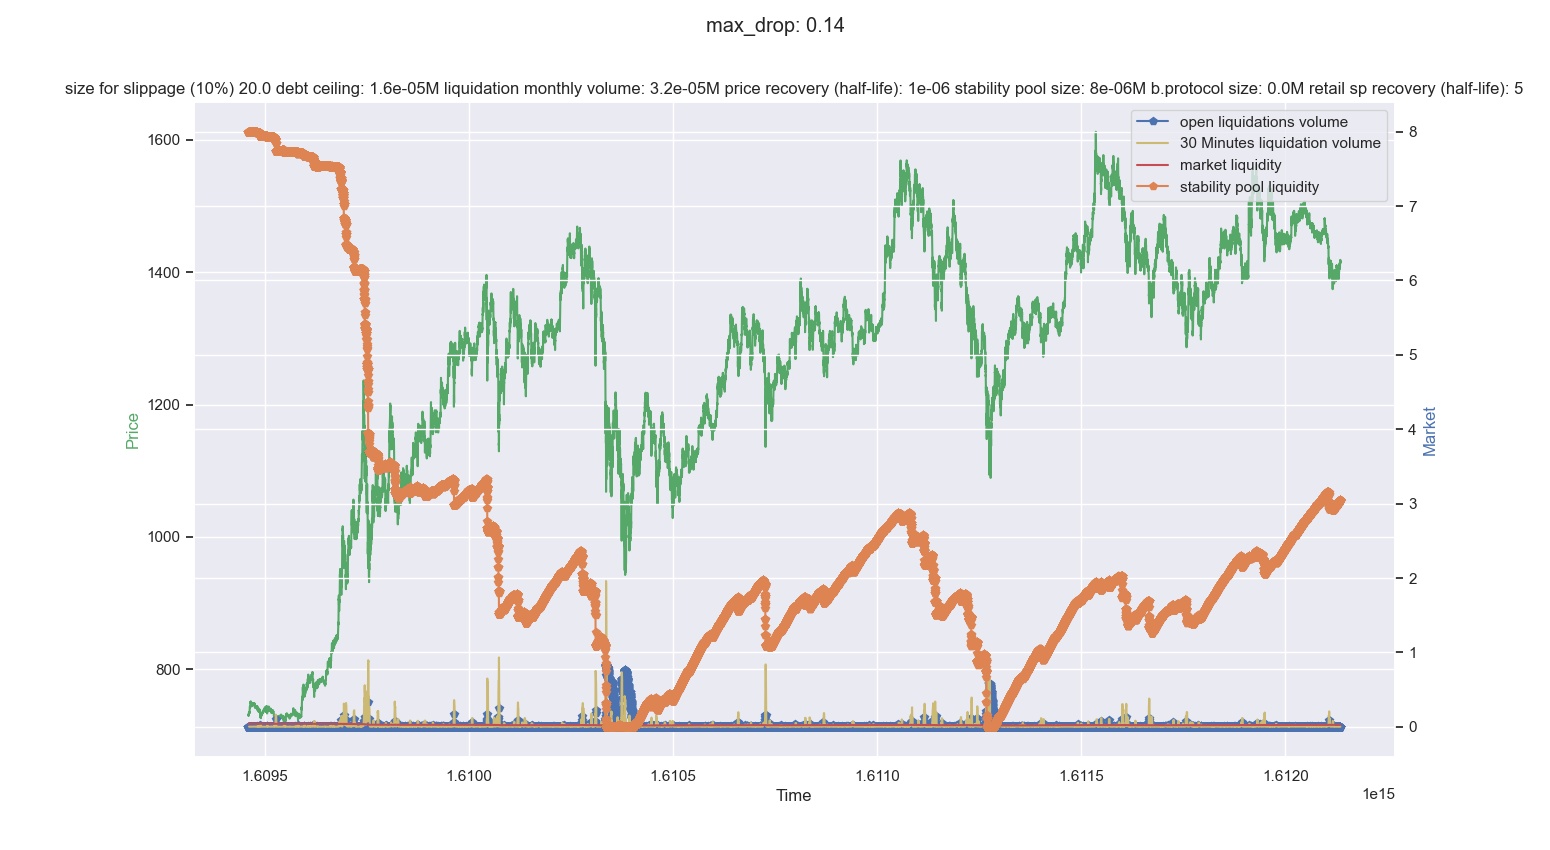 max_drop: 0.14
size for slippage (10%) 20.0 debt ceiling: 1.6e-05M liquidation monthly volume: 3.2e-05M price recovery (half-life): 1e-06 stability pool size: 8e-06M b.protocol size: 0.0M retail sp recovery (half-life): 5
open liquidations volume
30 Minutes liquidation volume
market liquidity
stability pool liquidity
1600
1400
1200
1000
800
Price
8
7
6
5
4
3
2
1
0
Market
1.6095
1.6100
1.6105
1.6110
1.6115
1.6120
Time
1e15